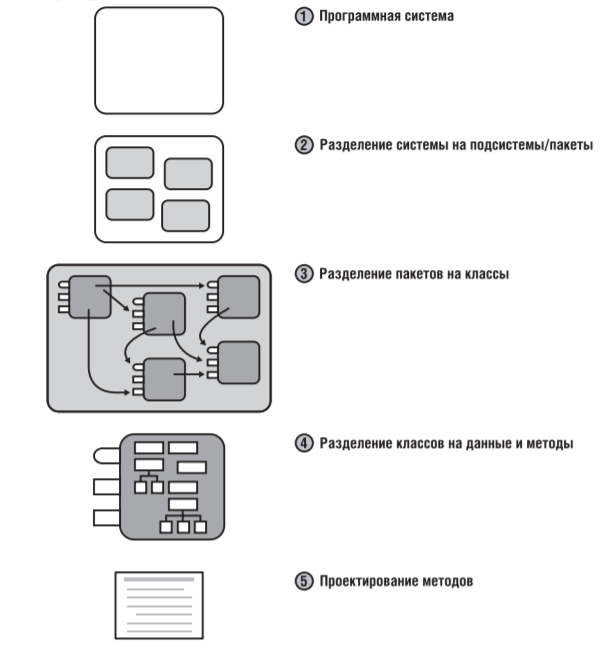 1 Программная система
2 Разделение системы на подсистемы/пакеты
3 Разделение пакетов на классы
4 Разделение классов на данные и методы
5 Проектирование методов